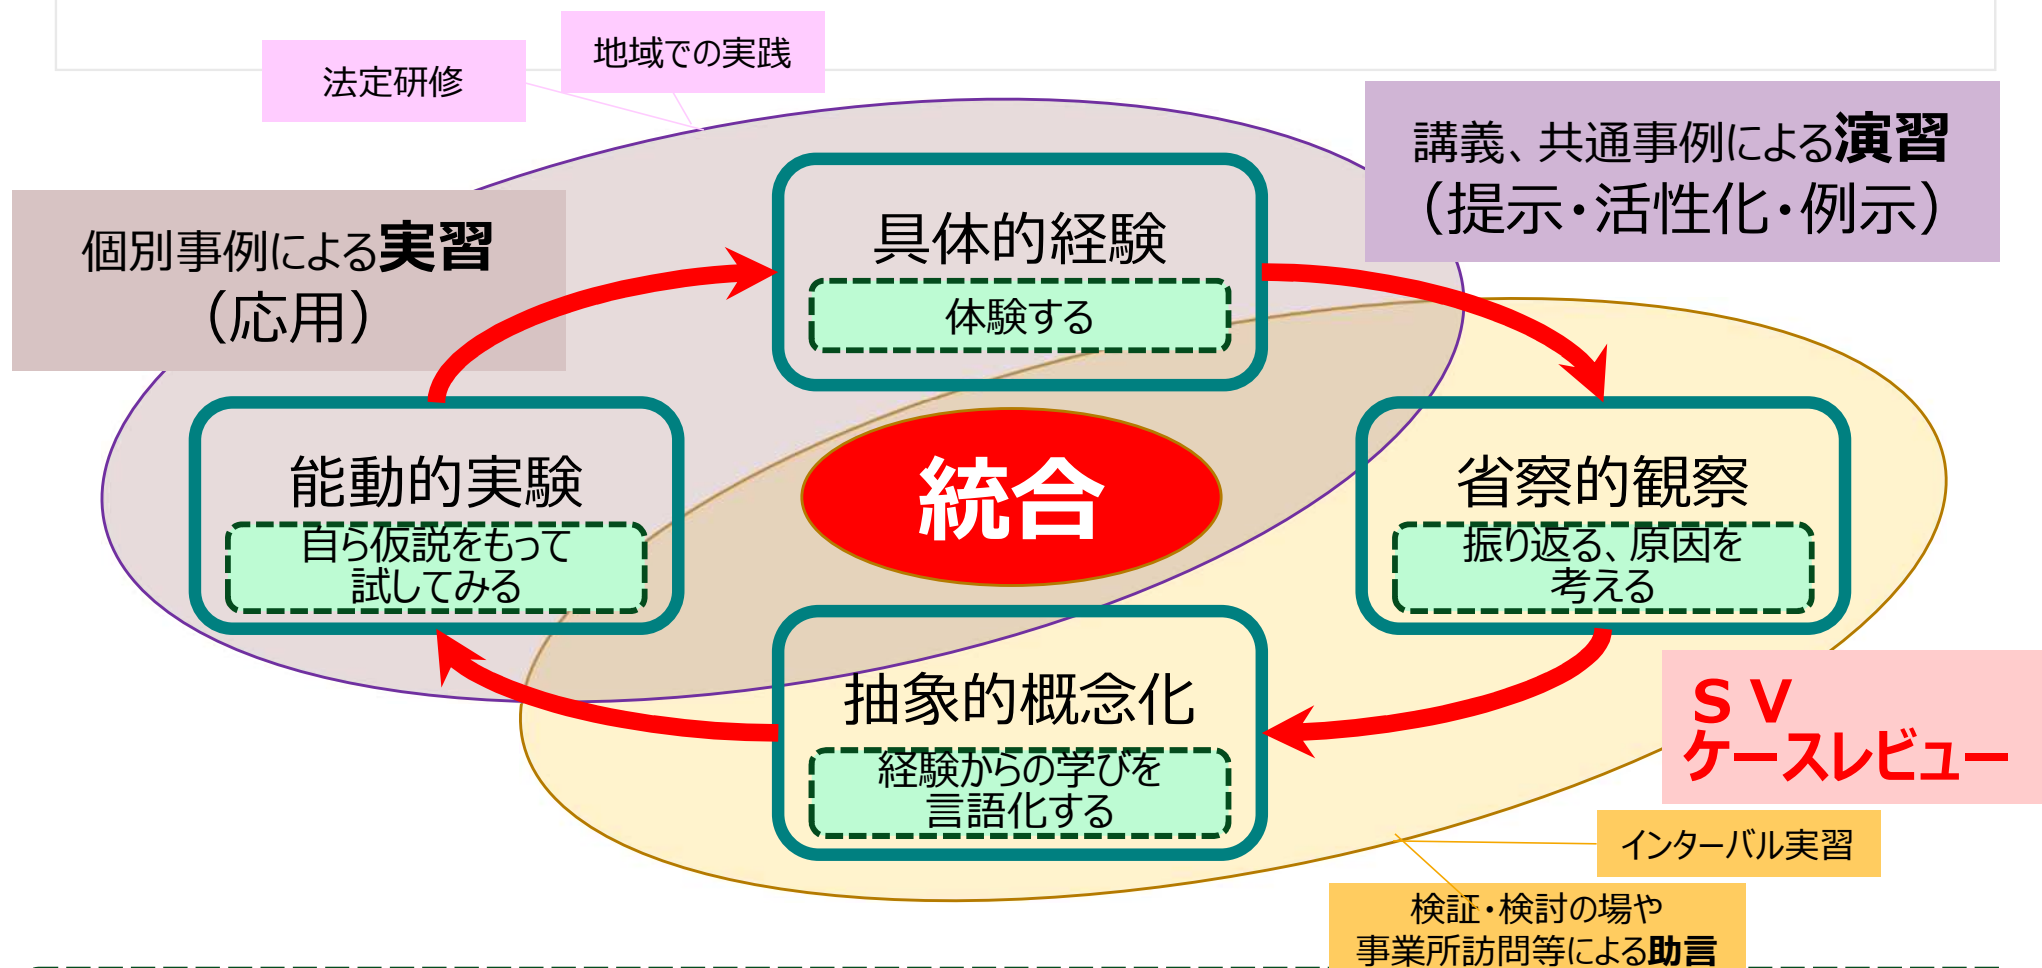 地域での実践
法定研修
講義、共通事例による演習
（提示・活性化・例示）
個別事例による実習
（応用）
具体的経験
体験する
能動的実験
自ら仮説をもって
試してみる
統合
省察的観察
振り返る、原因を
考える
抽象的概念化
経験からの学びを
言語化する
ＳＶ
ケースレビュー
インターバル実習
検証・検討の場や
事業所訪問等による助言